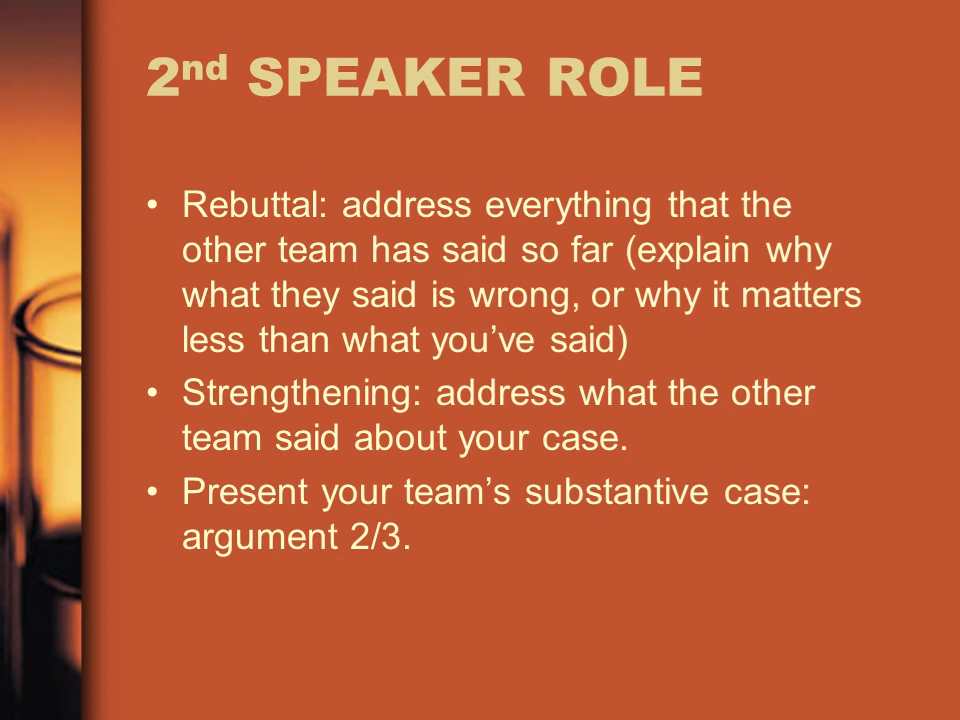 2nd SPEAKER ROLE
• Rebuttal: address everything that the
other team has said so far (explain why
what they said is wrong, or why it matters
less than what you’ve said)
• Strengthening: address what the other
team said about your case.
• Present your team’s substantive case:
argument 2/3.